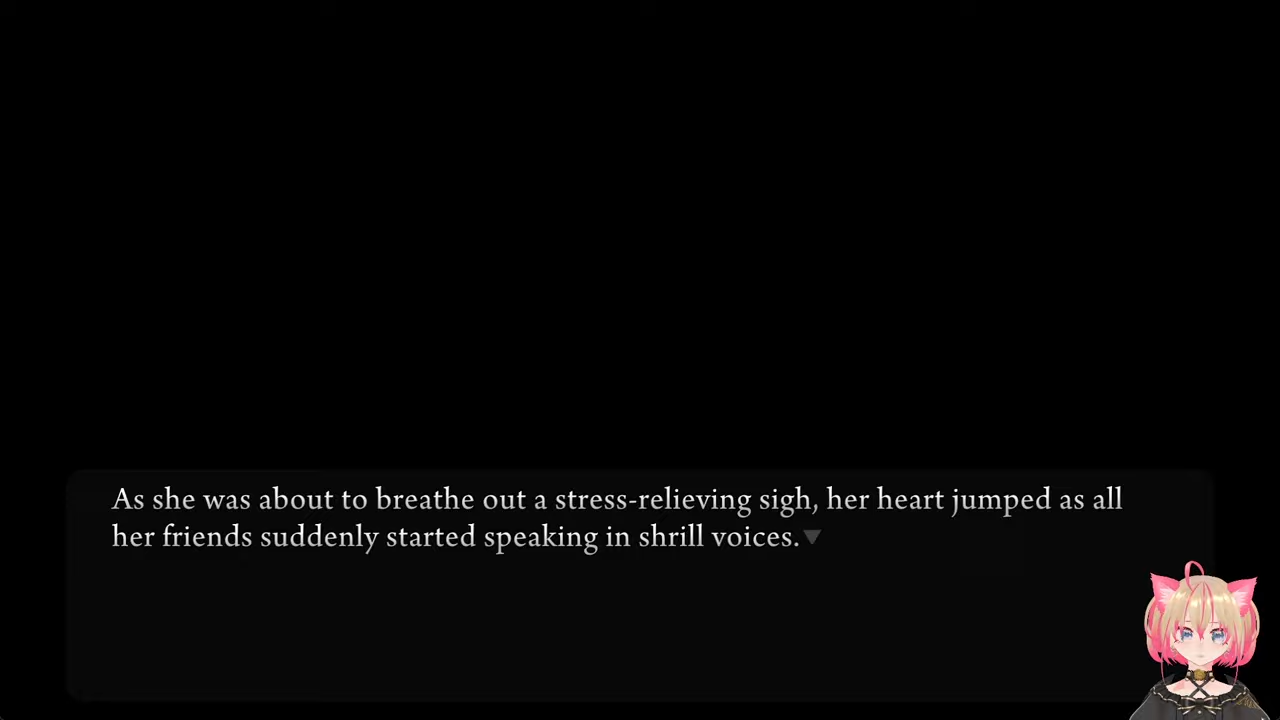 As she was about to breathe out a stress-relieving sigh, her heart jumped as all
her friends suddenly started speaking in shrill voices.